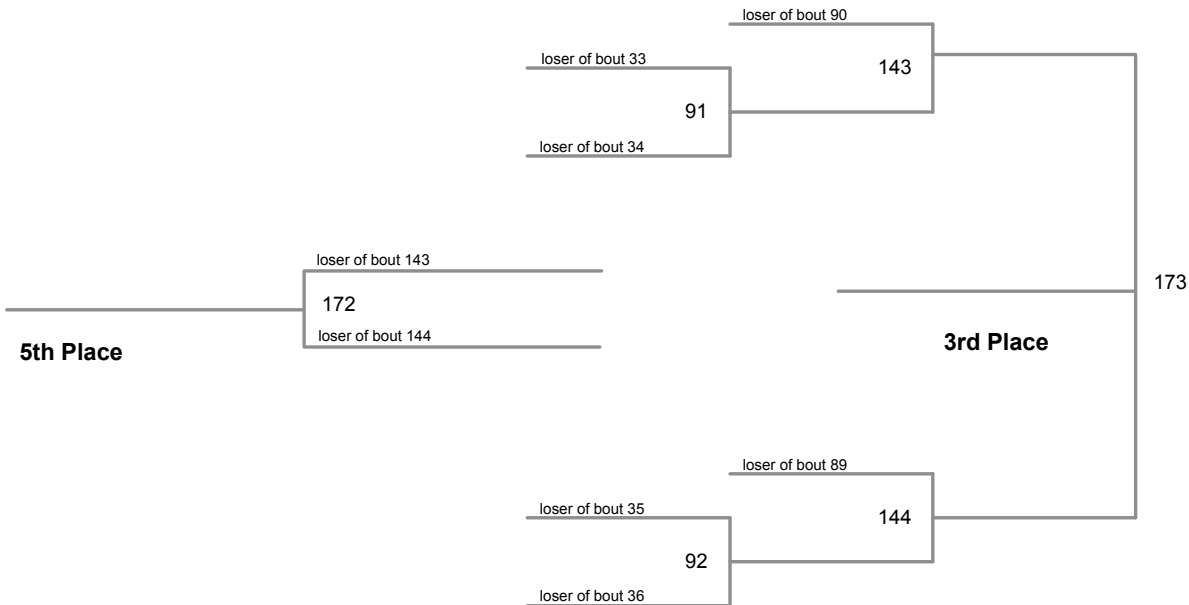 loser of bout 90
loser of bout 33
143
91
loser of bout 34
loser of bout 143
172
173
loser of bout 144
5th Place
3rd Place
loser of bout 89
loser of bout 35
144
92
loser of bout 36